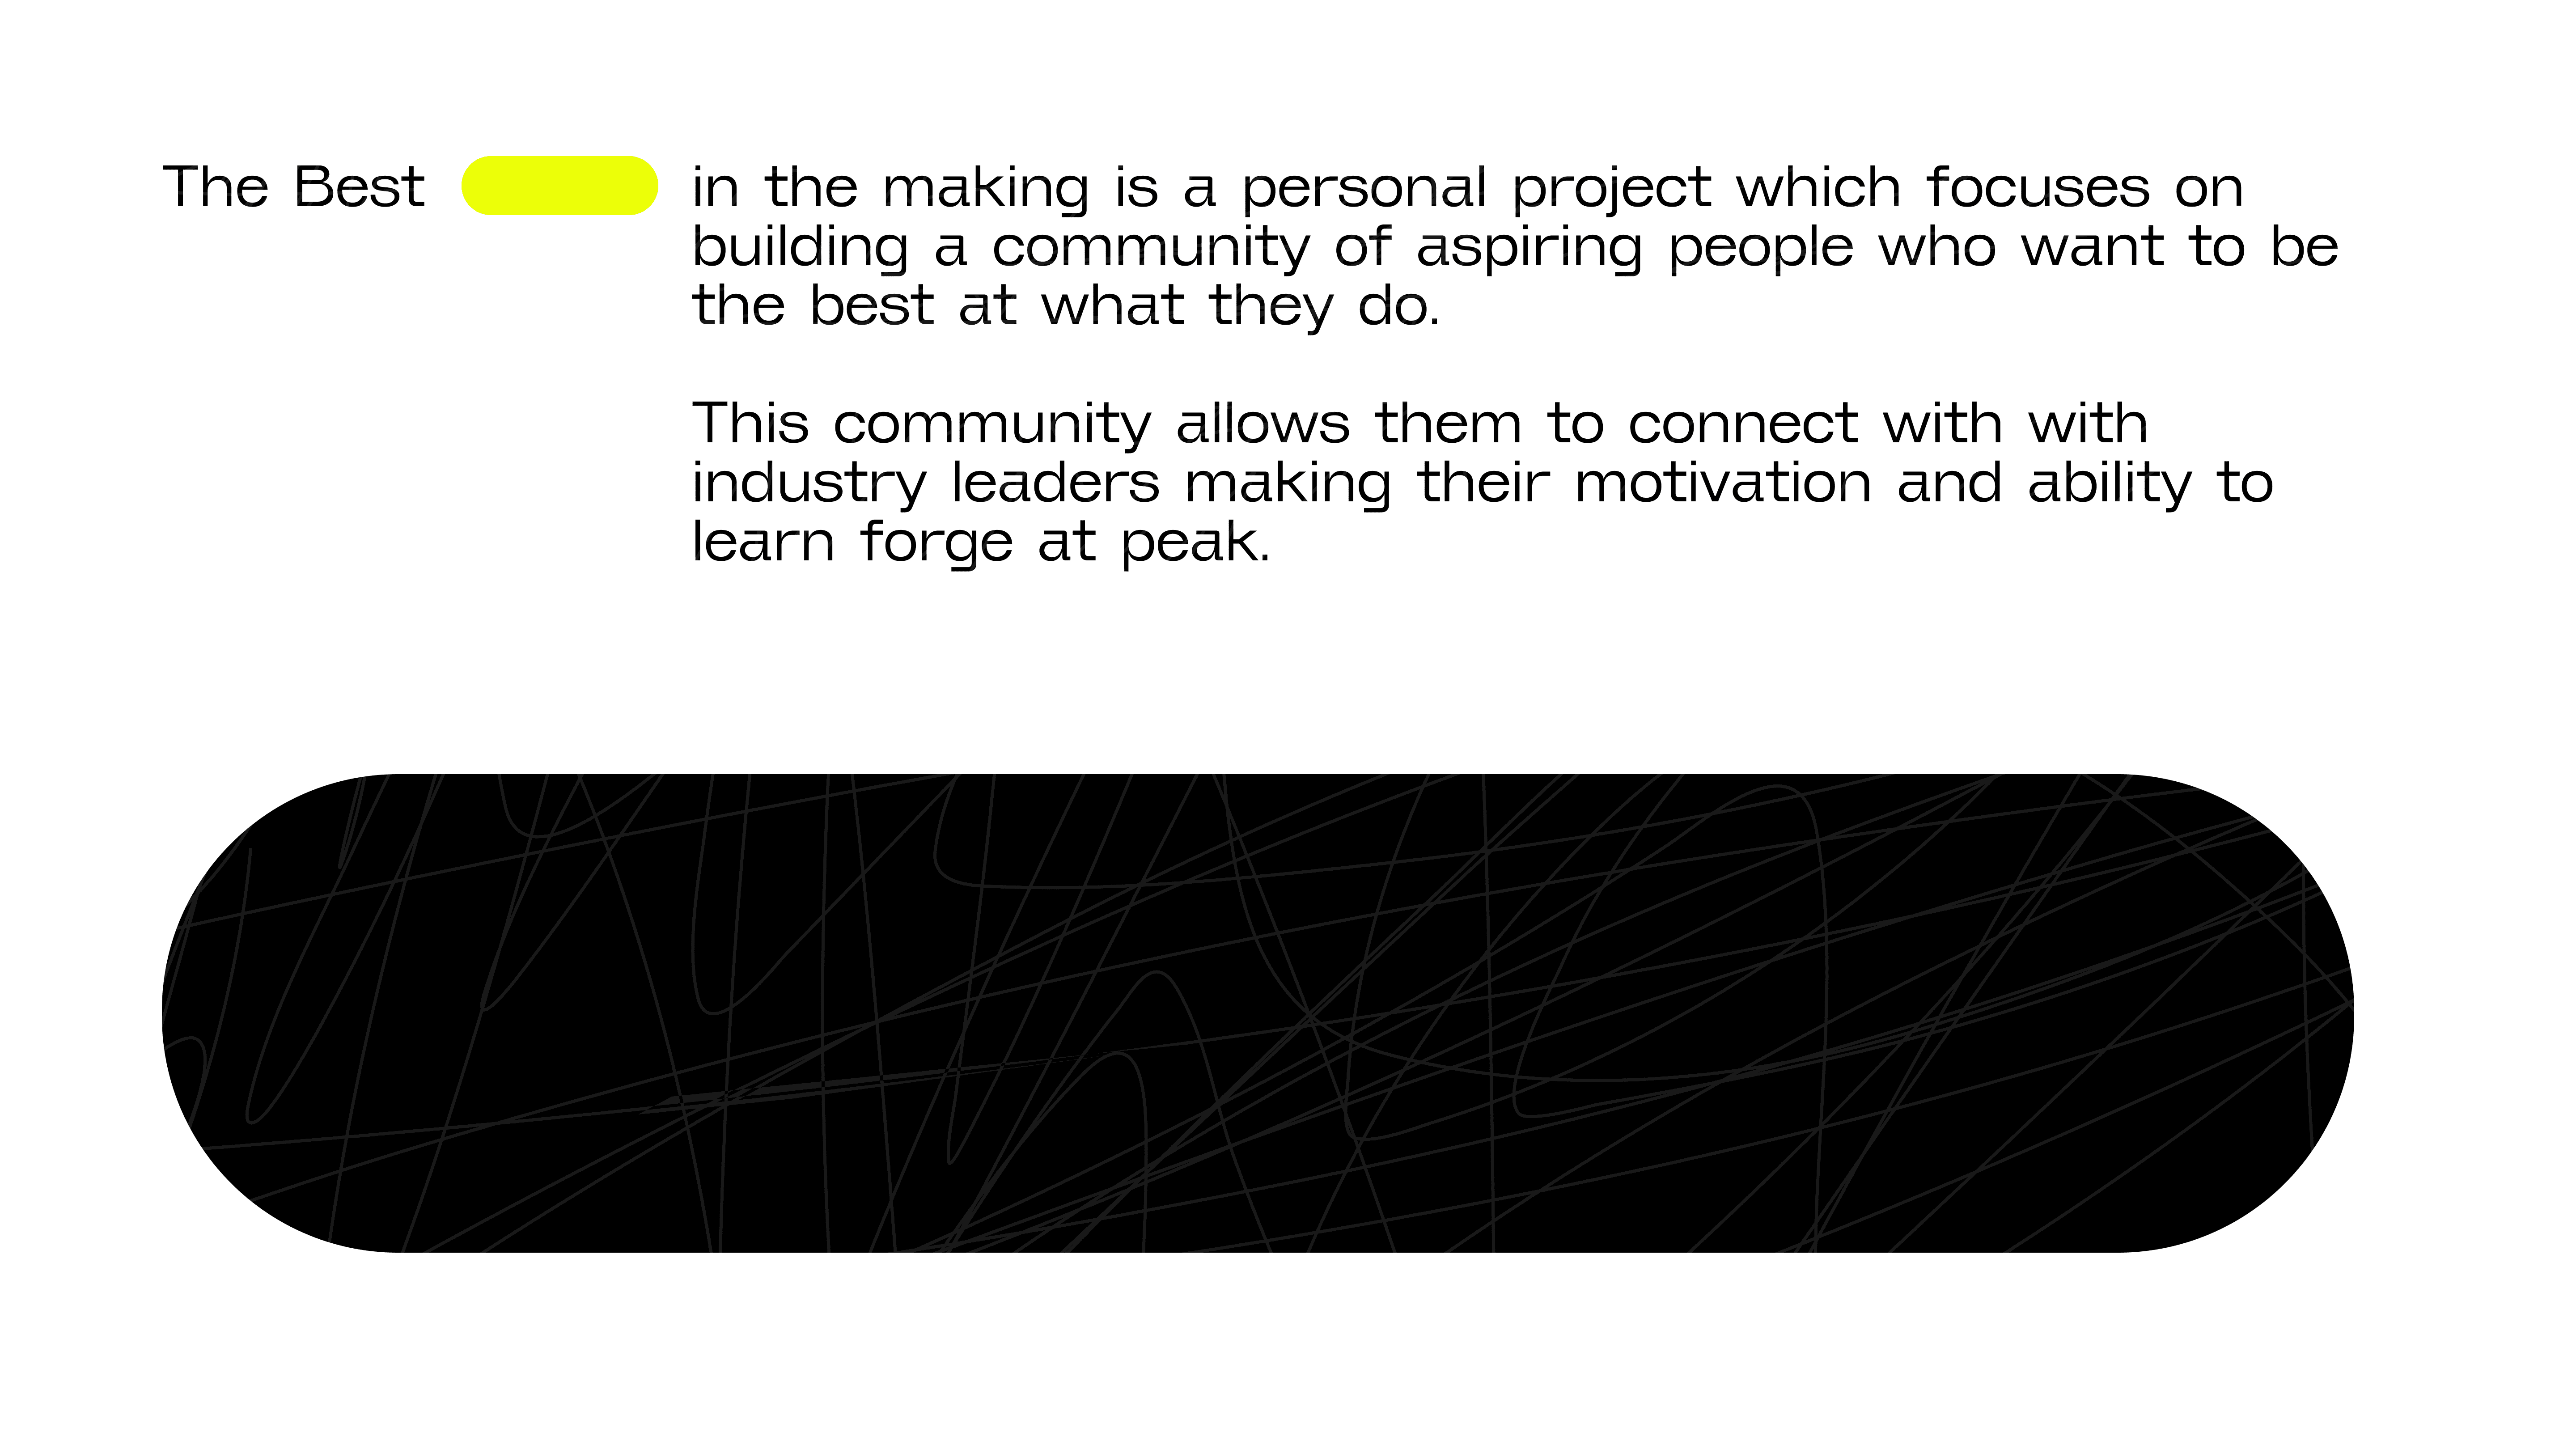 The Best in the making is a personal project which focuses on
building a community of aspiring people who want to be
the best at what they do.
This community allows them to connect with with
industry leaders making their motivation and ability to
learn forge at peak.